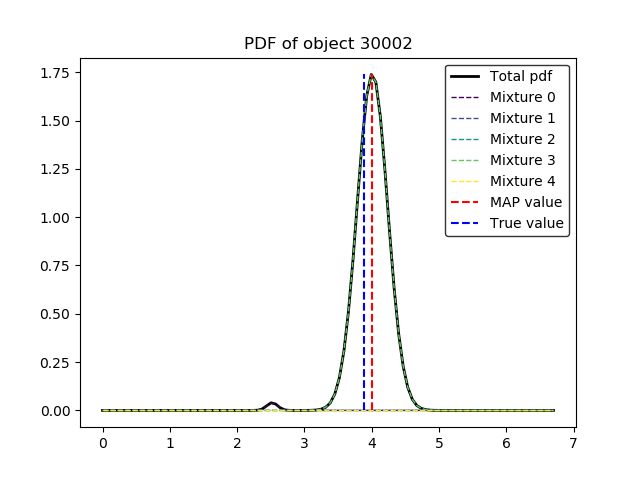 PDF of object 30002
1.75
1.50
1.25
1.00
0.75
0.50
0.25
0.00
0 1 2 3 4 5 6 7
Total pdf
Mixture 0
Mixture 1
Mixture 2
Mixture 3
Mixture 4
MAP value
True value